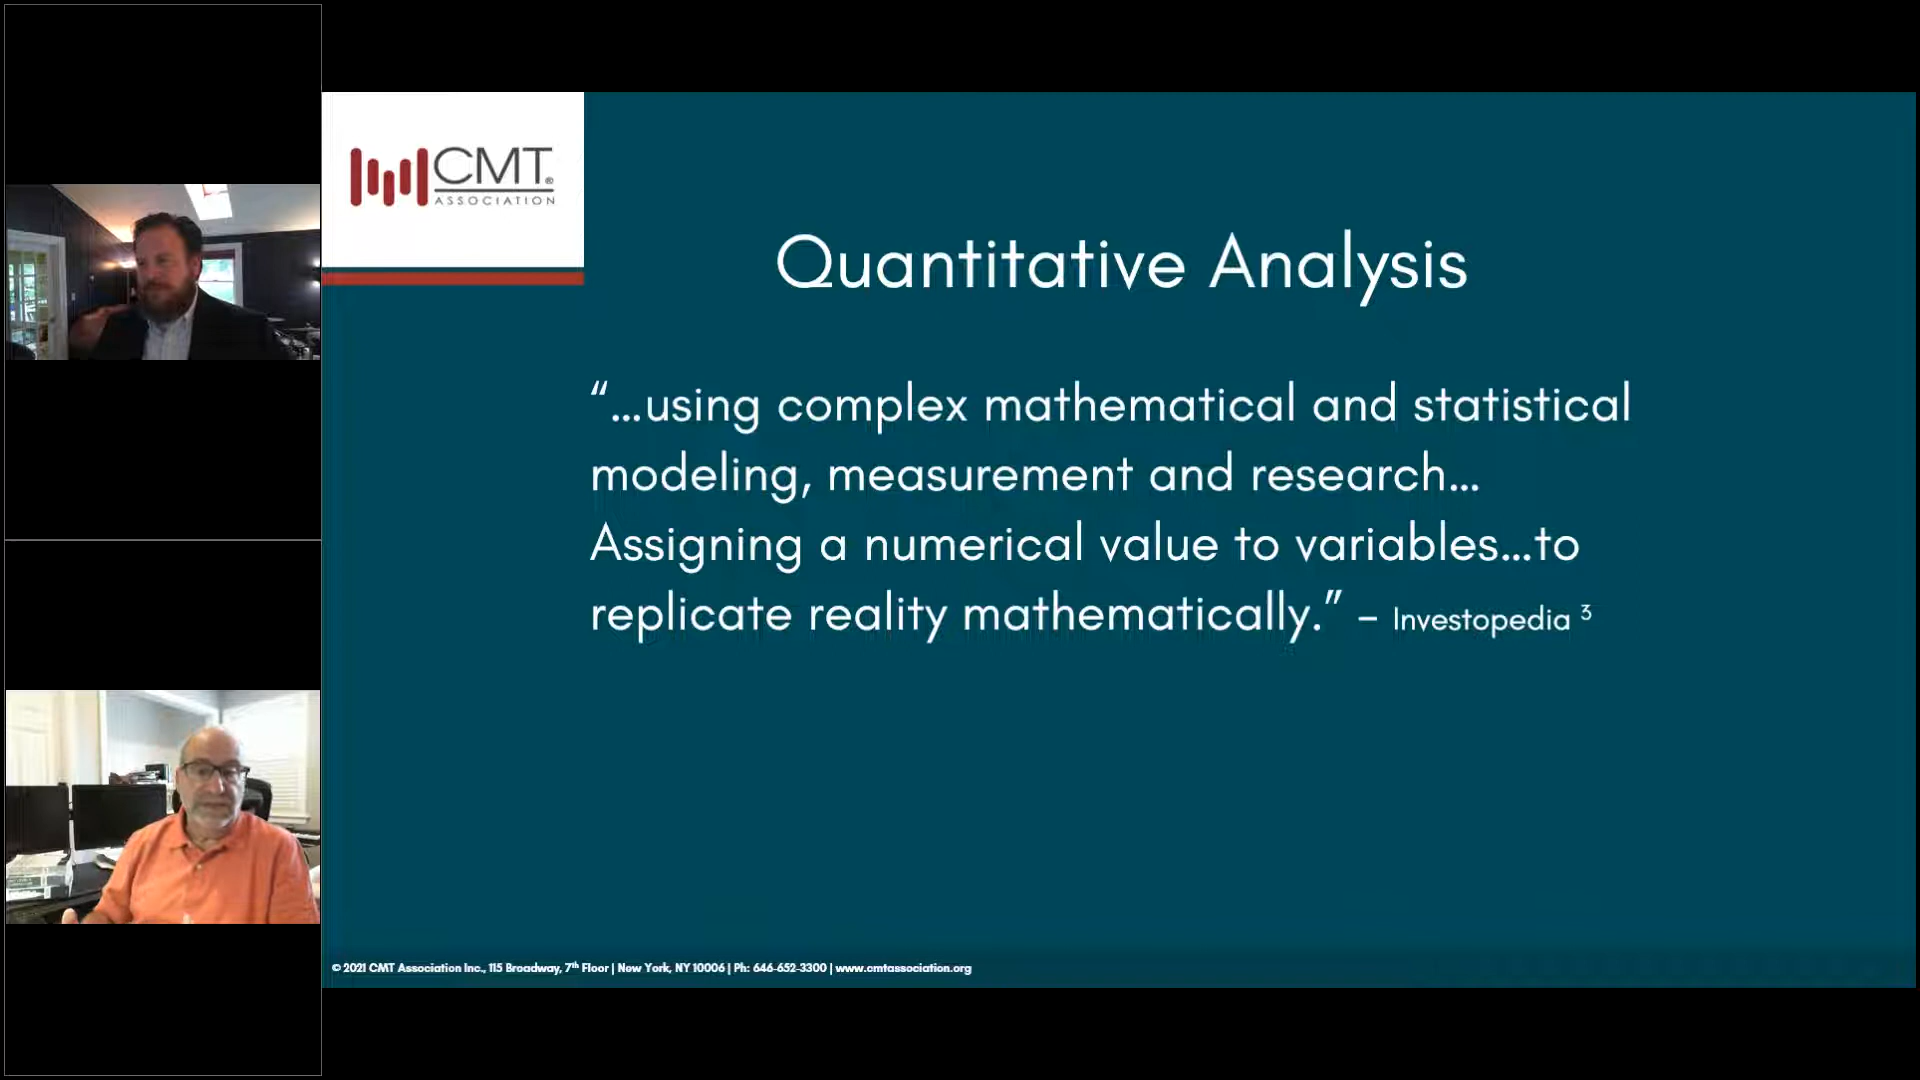 CMT®
ASSOCIATION
Quantitative Analysis
“...using complex mathematical and statistical
modeling, measurement and research...
Assigning a numerical value to variables...to
replicate reality mathematically.” – Investopedia ³
© 2021 CMT Association Inc., 115 Broadway, 7th Floor | New York, NY 10006 | Ph: 646-652-3300 | www.cmtassociation.org